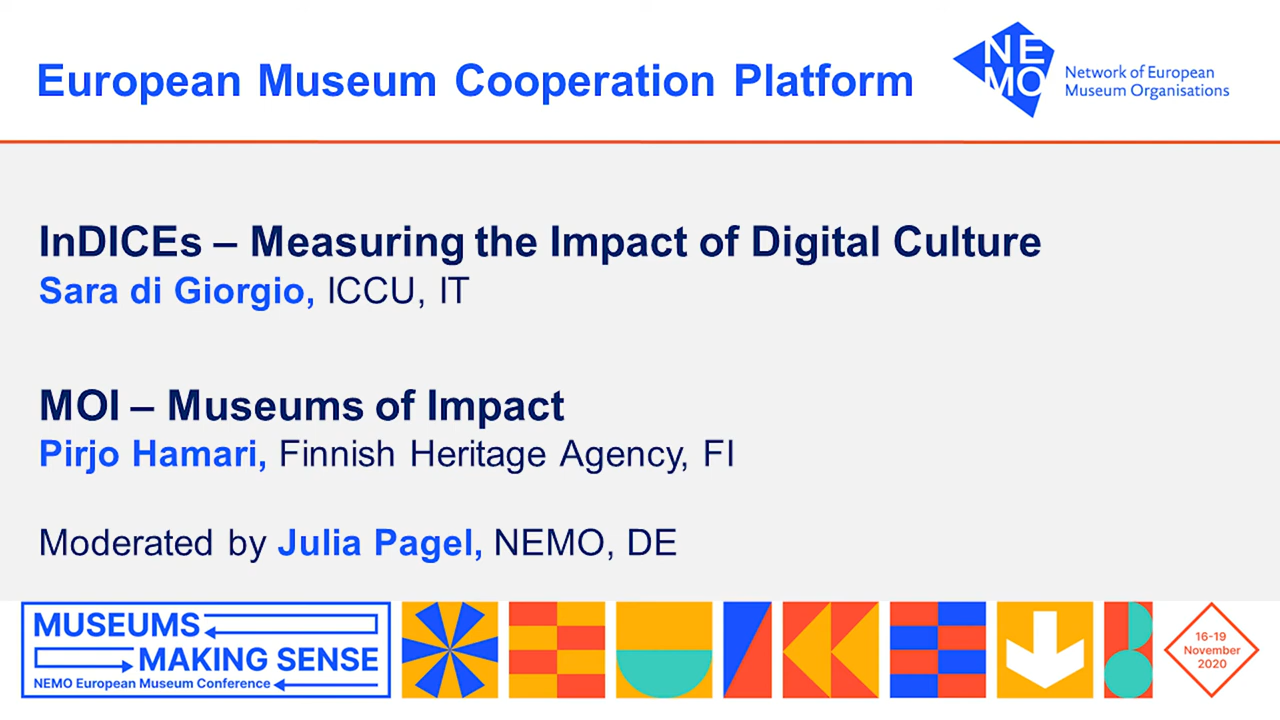 European Museum Cooperation Platform
NE
MO
Network of European
Museum Organisations
InDICEs – Measuring the Impact of Digital Culture
Sara di Giorgio, ICCU, IT
MOI – Museums of Impact
Pirjo Hamari, Finnish Heritage Agency, FI
Moderated by Julia Pagel, NEMO, DE
MUSEUMS
MAKING SENSE
NEMO European Museum Conference
16-19
November
2020